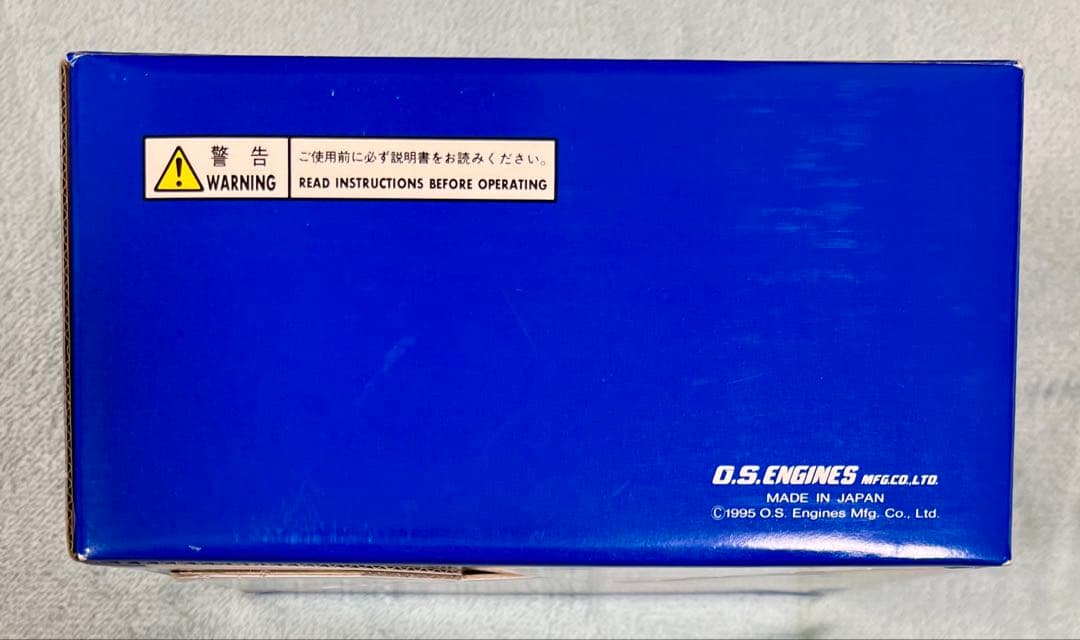 警告
WARNING
ご使用前に必ず説明書をお読みください。
READ INSTRUCTIONS BEFORE OPERATING
O.S.ENGINES MFG.CO.,LTD.
MADE IN JAPAN
©1995 O.S. Engines Mfg. Co., Ltd.